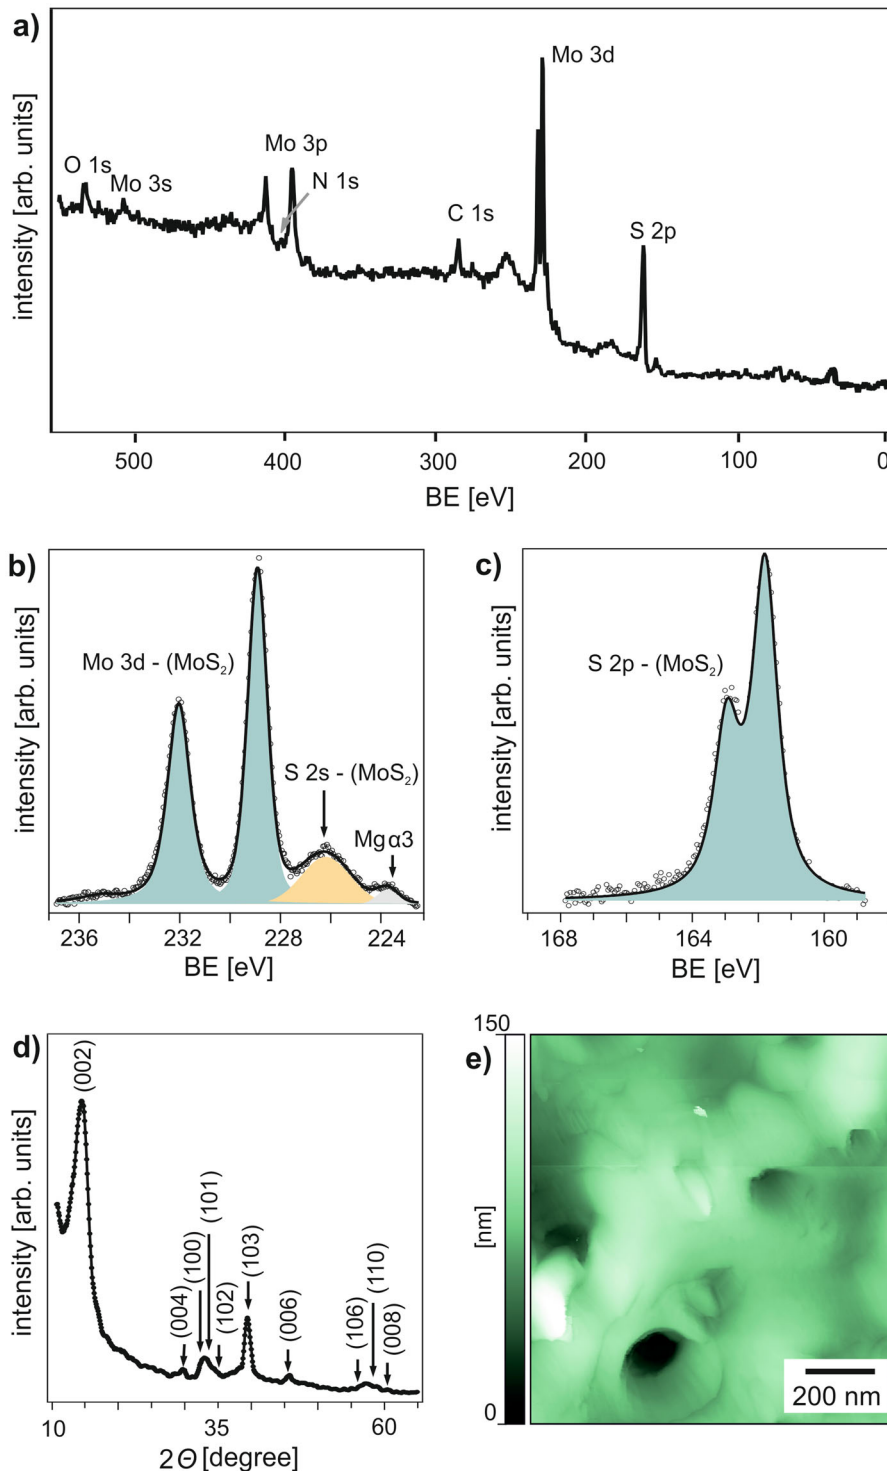 a)
intensity [arb. units]
O 1s
Mo 3s
Mo 3p
N 1s
C 1s
Mo 3d
S 2p
500 400 300 200 100 0
BE [eV]
b)
intensity [arb. units]
Mo 3d - (MoS₂)
S 2s - (MoS₂)
Mg α3
236 232 228 224
BE [eV]
c)
intensity [arb. units]
S 2p - (MoS₂)
168 164 160
BE [eV]
d)
intensity [arb. units]
(002)
(004)
(100)
(101)
(102)
(103)
(006)
(106)
(110)
(008)
10 35 60
2Θ [degree]
e)
150
[nm]
0
200 nm